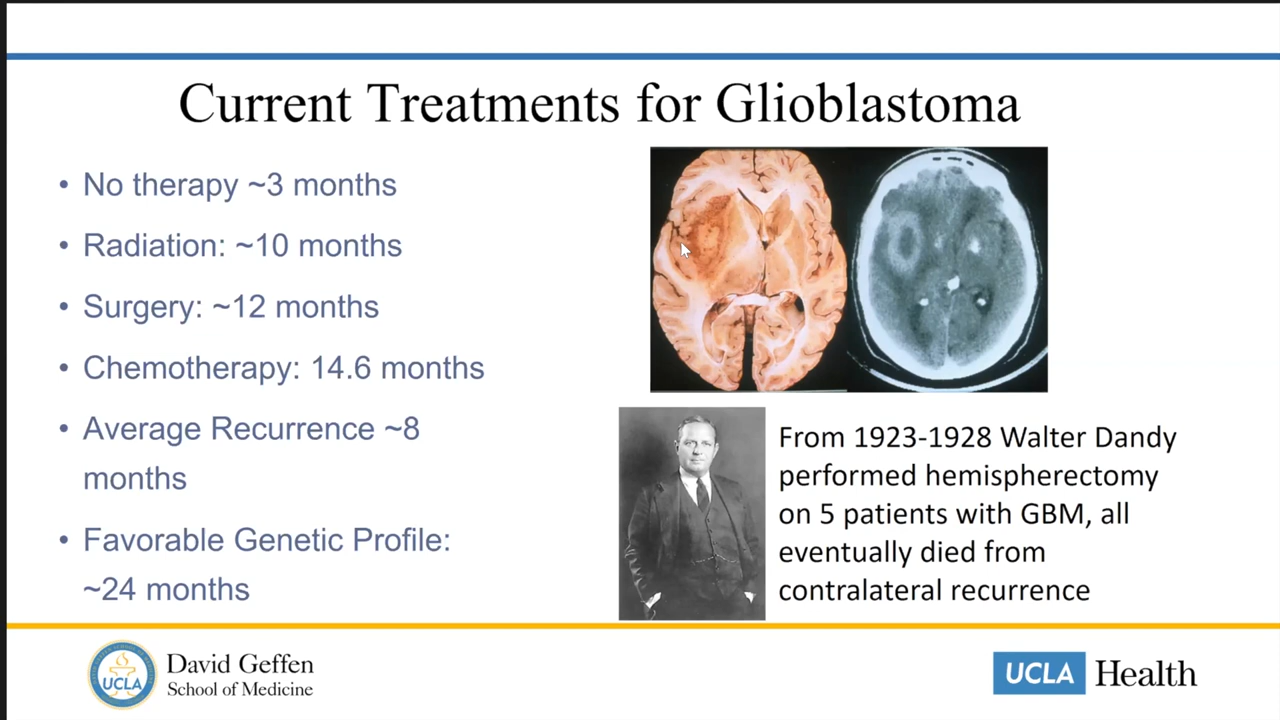 Current Treatments for Glioblastoma
• No therapy ~3 months
• Radiation: ~10 months
• Surgery: ~12 months
• Chemotherapy: 14.6 months
• Average Recurrence ~8
months
• Favorable Genetic Profile:
~24 months
From 1923-1928 Walter Dandy
performed hemispherectomy
on 5 patients with GBM, all
eventually died from
contralateral recurrence
UCLA
David Geffen
School of Medicine
UCLA Health